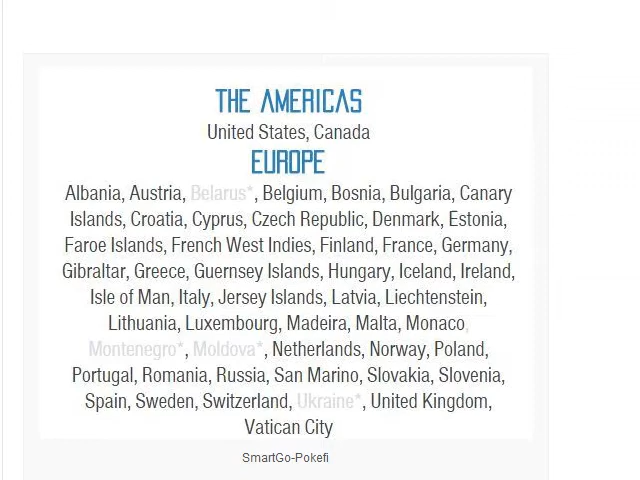 THE AMERICAS
United States, Canada
EUROPE
Albania, Austria, Belarus*, Belgium, Bosnia, Bulgaria, Canary
Islands, Croatia, Cyprus, Czech Republic, Denmark, Estonia,
Faroe Islands, French West Indies, Finland, France, Germany,
Gibraltar, Greece, Guernsey Islands, Hungary, Iceland, Ireland,
Isle of Man, Italy, Jersey Islands, Latvia, Liechtenstein,
Lithuania, Luxembourg, Madeira, Malta, Monaco,
Montenegro*, Moldova*, Netherlands, Norway, Poland,
Portugal, Romania, Russia, San Marino, Slovakia, Slovenia,
Spain, Sweden, Switzerland, Ukraine*, United Kingdom,
Vatican City
SmartGo-Pokefi